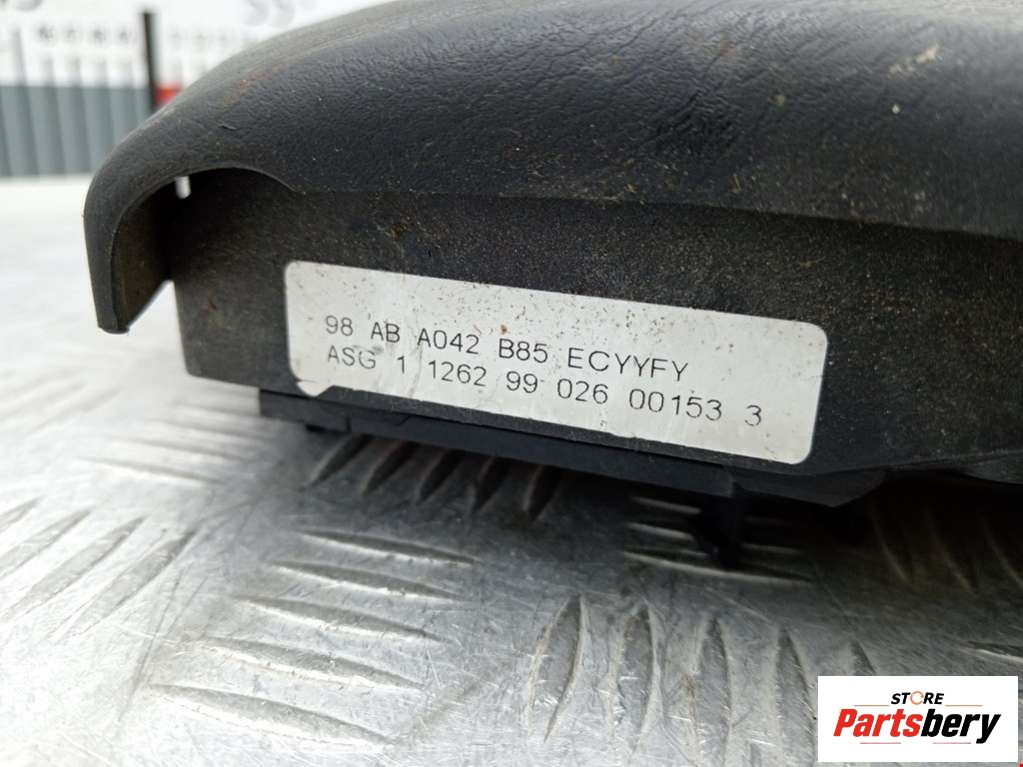 98 AB A042 B85 ECYYFY
ASG 1 1262 99 026 00153 3
STORE
Partsbery